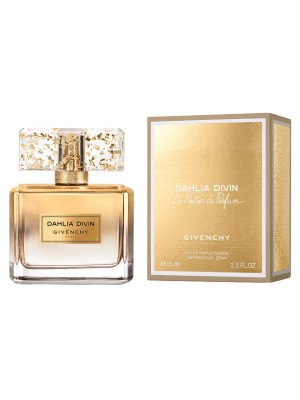 DAHLIA DIVIN
GIVENCHY
DAHLIA DIVIN
Le Nectar de Parfum
GIVENCHY
℮ 75 ml
2.5 FL.OZ